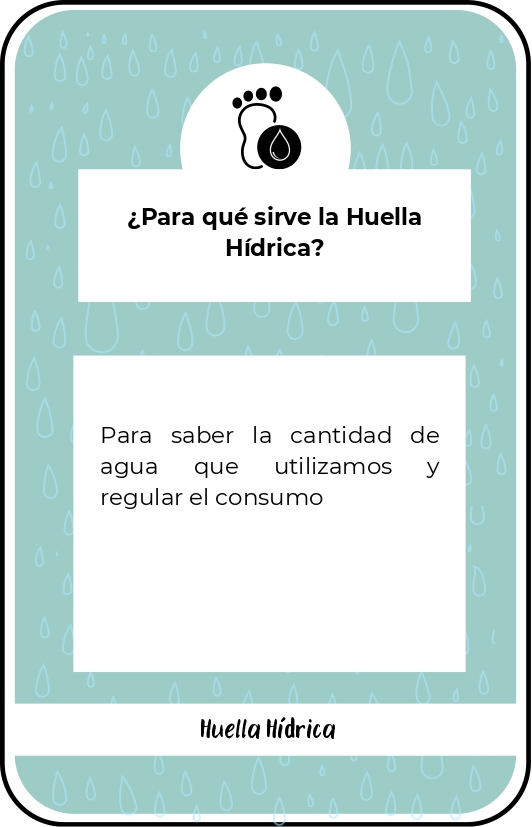 ¿Para qué sirve la Huella
Hídrica?
Para saber la cantidad de
agua que utilizamos y
regular el consumo
Huella Hídrica